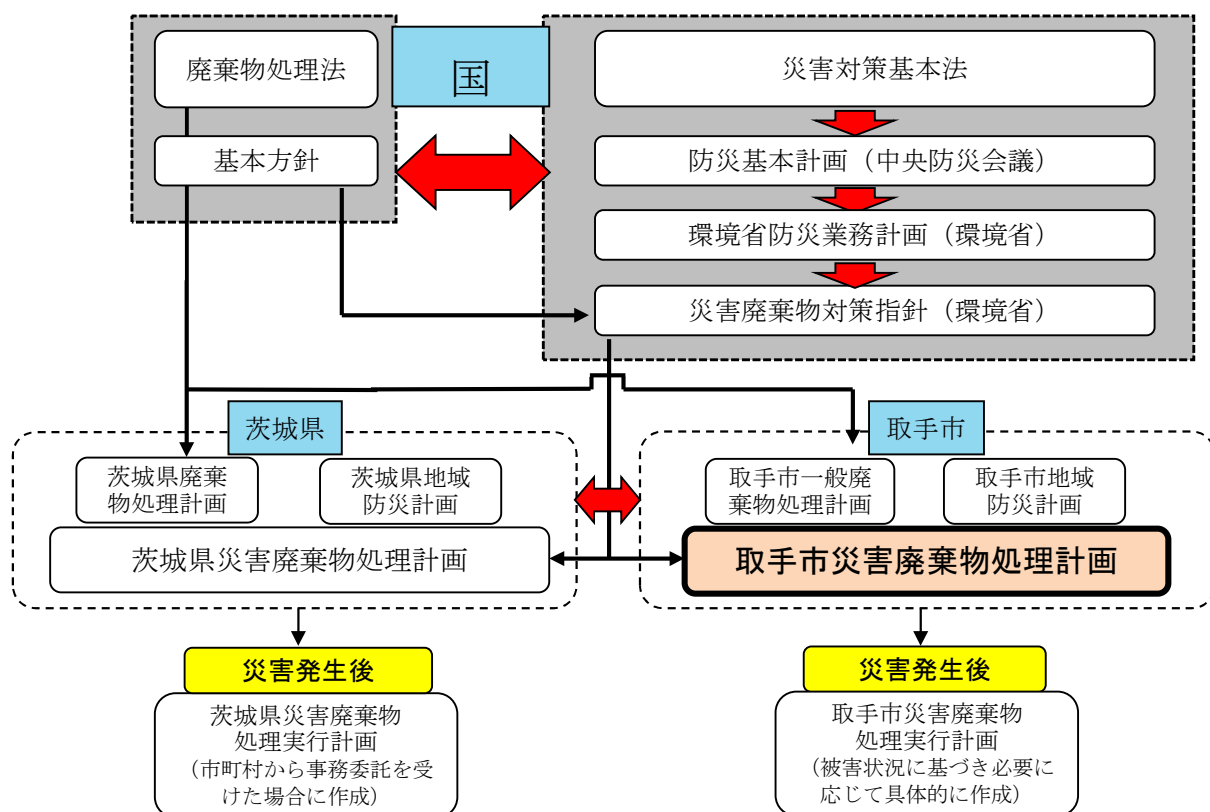 廃棄物処理法
国
災害対策基本法
基本方針
防災基本計画（中央防災会議）
環境省防災業務計画（環境省）
災害廃棄物対策指針（環境省）
茨城県
取手市
茨城県廃棄
物処理計画
茨城県地域
防災計画
取手市一般廃
棄物処理計画
取手市地域
防災計画
茨城県災害廃棄物処理計画
取手市災害廃棄物処理計画
災害発生後
災害発生後
茨城県災害廃棄物
処理実行計画
（市町村から事務委託を受
けた場合に作成）
取手市災害廃棄物
処理実行計画
（被害状況に基づき必要に
応じて具体的に作成）